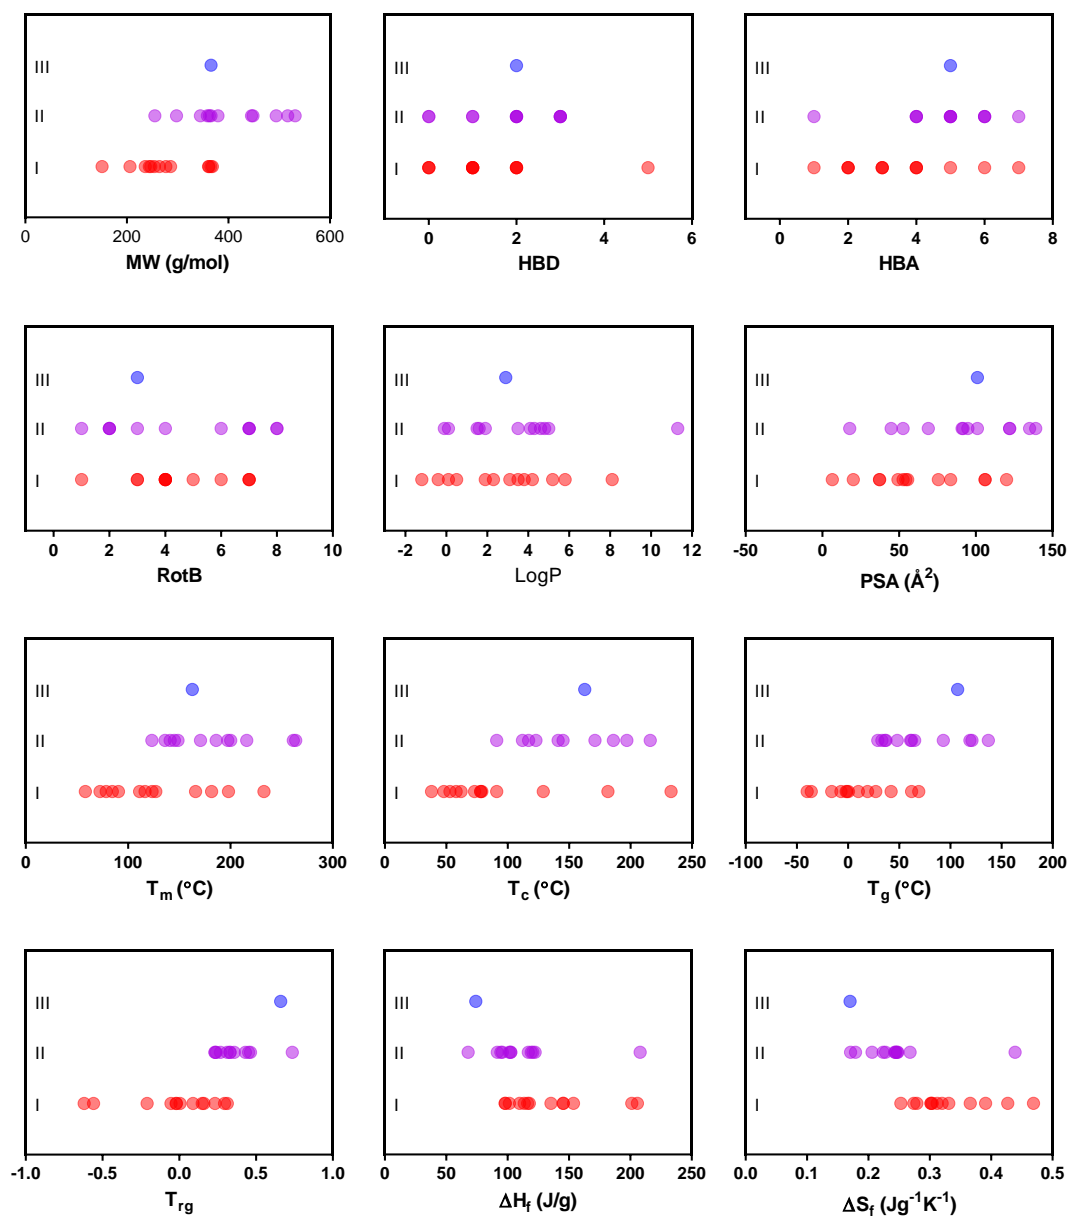 III
II
I
0 200 400 600
MW (g/mol)
III
II
I
0 2 4 6
HBD
III
II
I
0 2 4 6 8
HBA
III
II
I
0 2 4 6 8 10
RotB
III
II
I
-2 0 2 4 6 8 10 12
LogP
III
II
I
-50 0 50 100 150
PSA (Å²)
III
II
I
0 100 200 300
Tₘ (°C)
III
II
I
0 50 100 150 200 250
T_c (°C)
III
II
I
-100 -50 0 50 100 150 200
T_g (°C)
III
II
I
-1.0 -0.5 0.0 0.5 1.0
T_rg
III
II
I
0 50 100 150 200 250
ΔH_f (J/g)
III
II
I
0.0 0.1 0.2 0.3 0.4 0.5
ΔS_f (Jg⁻¹K⁻¹)